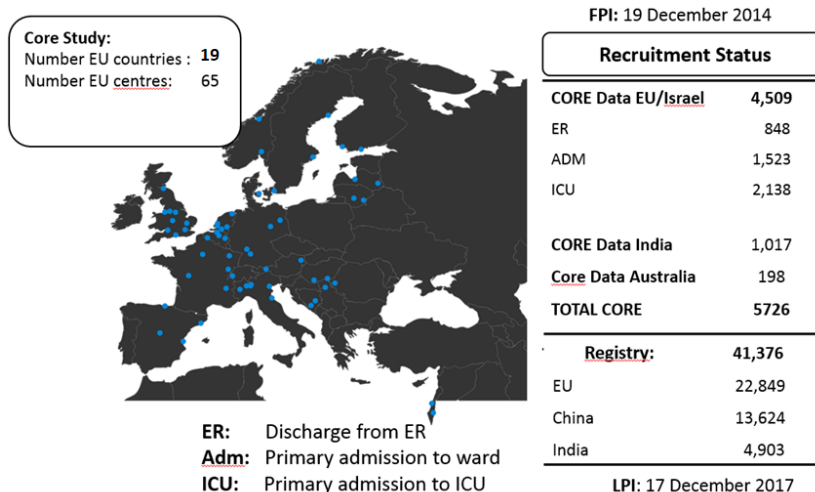 Core Study:
Number EU countries : 19
Number EU centres: 65
FPI: 19 December 2014
Recruitment Status
CORE Data EU/Israel 4,509
ER 848
ADM 1,523
ICU 2,138
CORE Data India 1,017
Core Data Australia 198
TOTAL CORE 5726
Registry: 41,376
EU 22,849
China 13,624
India 4,903
LPI: 17 December 2017
ER: Discharge from ER
Adm: Primary admission to ward
ICU: Primary admission to ICU